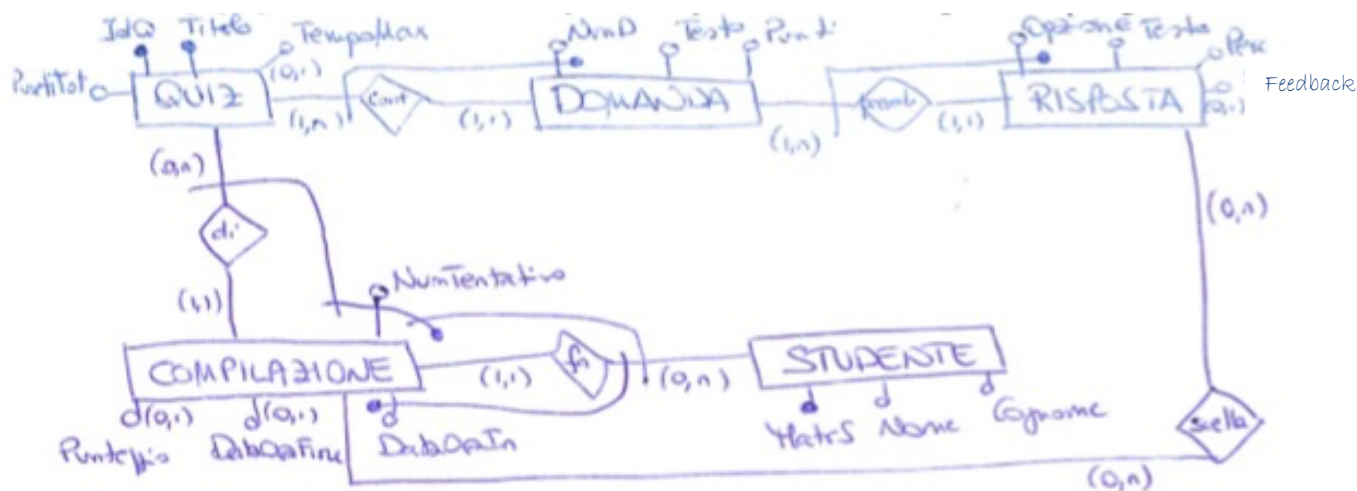 IdQ Titolo TempoMax NumD Testo Punti Opzione Testo Perc
PuntiTot QUIZ (0,1) DOMANDA RISPOSTA Feedback
(1,n) Cont (1,1) (1,n) (1,1) (0,1)
(0,n) (0,n)
di
(1,1) NumTentativo
COMPILAZIONE (1,1) (0,n) STUDENTE
(0,1) (0,1) MatrS Nome Cognome scelta
Punteggio DataOraFine DataOraIn
(0,n)